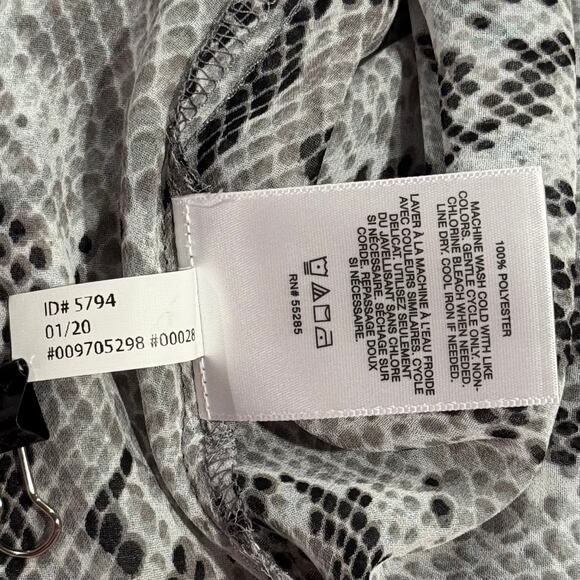 ID# 5794
01/20
#009705298 #00028
100% POLYESTER
MACHINE WASH COLD WITH LIKE
COLORS. GENTLE CYCLE ONLY. NON-
CHLORINE BLEACH WHEN NEEDED.
LINE DRY. COOL IRON IF NEEDED.
LAVER À LA MACHINE À L'EAU FROIDE
AVEC COULEURS SIMILAIRES. CYCLE
DELICAT. UTILISEZ SEULEMENT
DU JAVELLISANT SANS CHLORE
SI NÉCESSAIRE. SÉCHAGE SUR
CORDE. REPASSAGE DOUX
SI NÉCESSAIRE.
RN# 55285